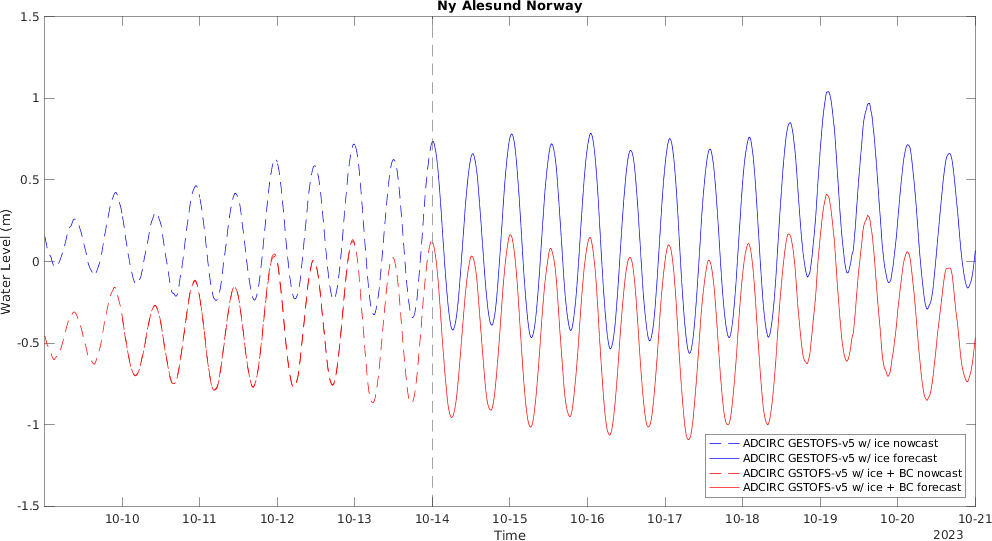 Ny Alesund Norway
1.5
1
0.5
0
-0.5
-1
-1.5
Water Level (m)
ADCIRC GESTOFS-v5 w/ ice nowcast
ADCIRC GESTOFS-v5 w/ ice forecast
ADCIRC GSTOFS-v5 w/ ice + BC nowcast
ADCIRC GSTOFS-v5 w/ ice + BC forecast
10-10 10-11 10-12 10-13 10-14 10-15 10-16 10-17 10-18 10-19 10-20 10-21
Time
2023